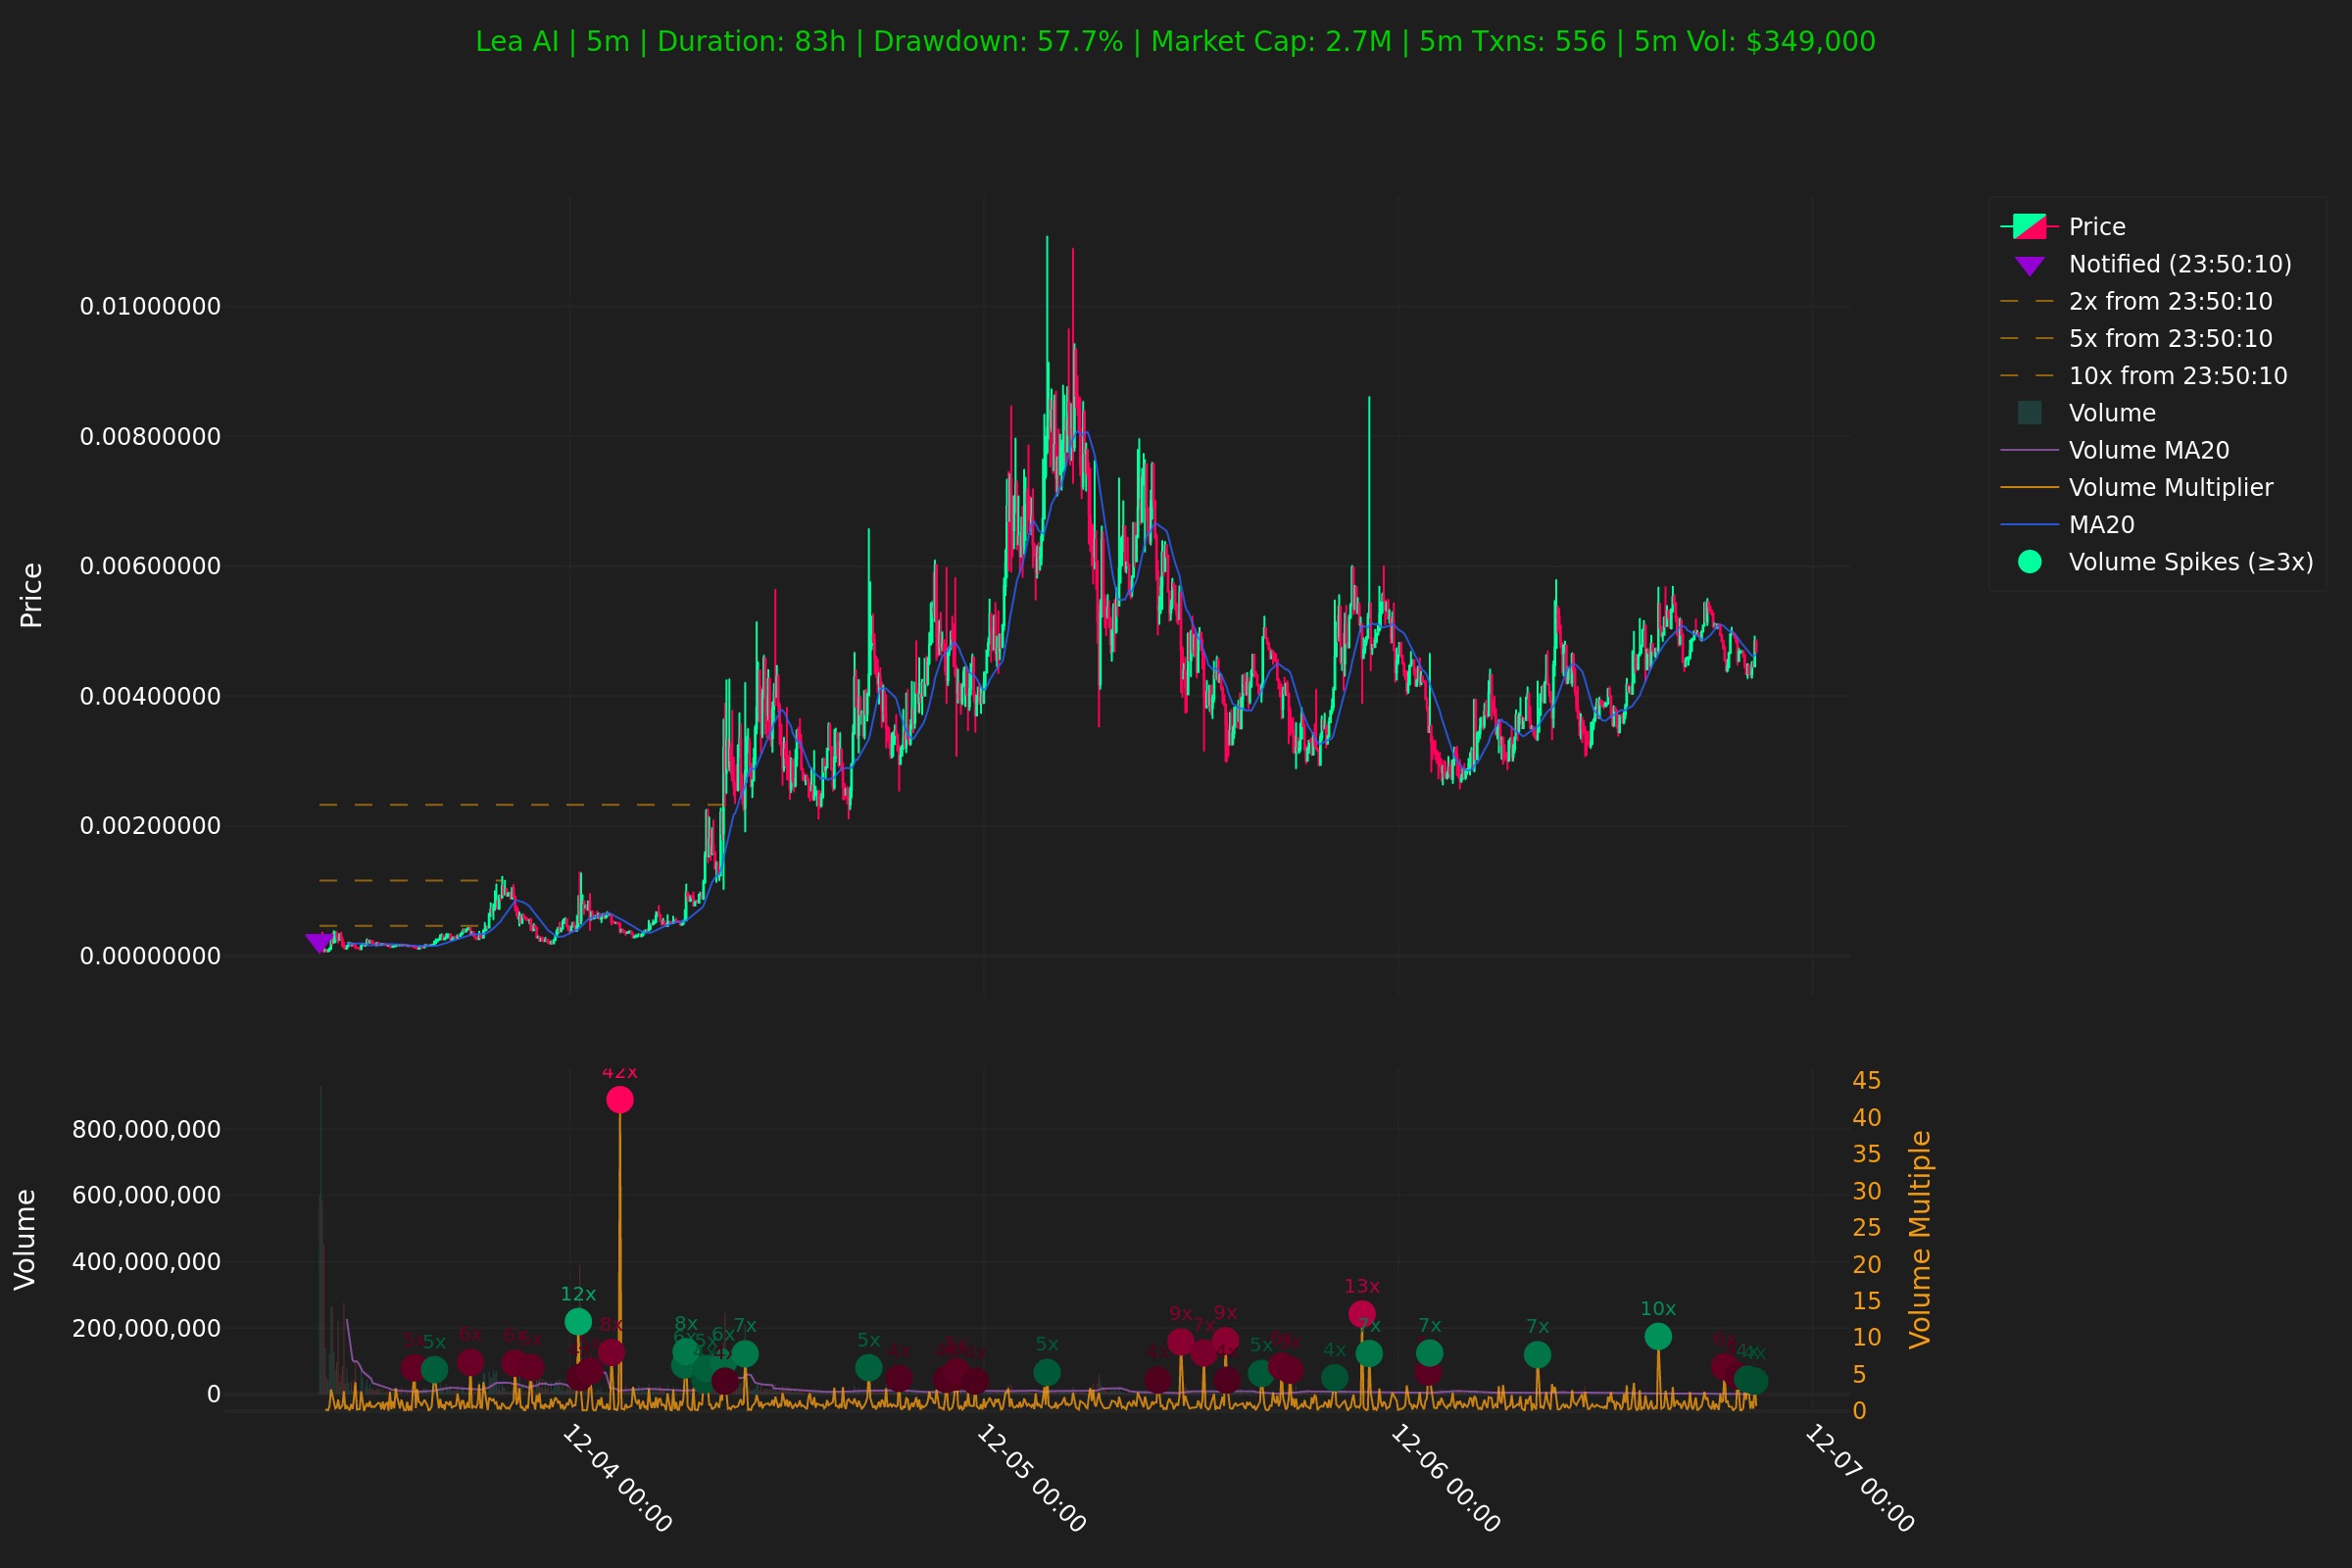 Lea AI | 5m | Duration: 83h | Drawdown: 57.7% | Market Cap: 2.7M | 5m Txns: 556 | 5m Vol: $349,000
Price
0.01000000
0.00800000
0.00600000
0.00400000
0.00200000
0.00000000
Price
Notified (23:50:10)
2x from 23:50:10
5x from 23:50:10
10x from 23:50:10
Volume
Volume MA20
Volume Multiplier
MA20
Volume Spikes (≥3x)
Volume
800,000,000
600,000,000
400,000,000
200,000,000
0
42x
12x
8x
5x
6x
6x
8x
6x
7x
5x
5x
9x
7x
9x
5x
4x
13x
7x
7x
7x
10x
45
40
35
30
25
20
15
10
5
0
Volume Multiple
12-04 00:00
12-05 00:00
12-06 00:00
12-07 00:00